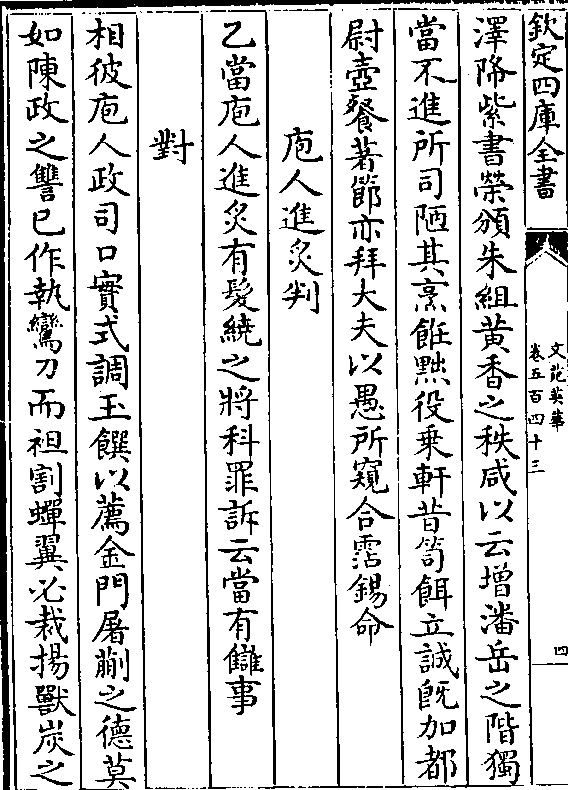 欽定四庫全書
文苑英華
卷五百四十三
四
澤降紫書榮頒朱組黄香之秩咸以云增潘岳之階獨
當不進所司陋其烹飪黜役乗軒昔笱餌立誠旣加都
尉壺餐著節亦拜大夫以愚所窺合霑錫命
庖人進炙判
乙當庖人進炙有髮繞之將科罪訴云當有讎事
對
相彼庖人政司口實式調玉饌以薦金門屠蒯之德莫
如陳政之讐已作執鸞刀而袒割蟬翼必裁揚獸炭之